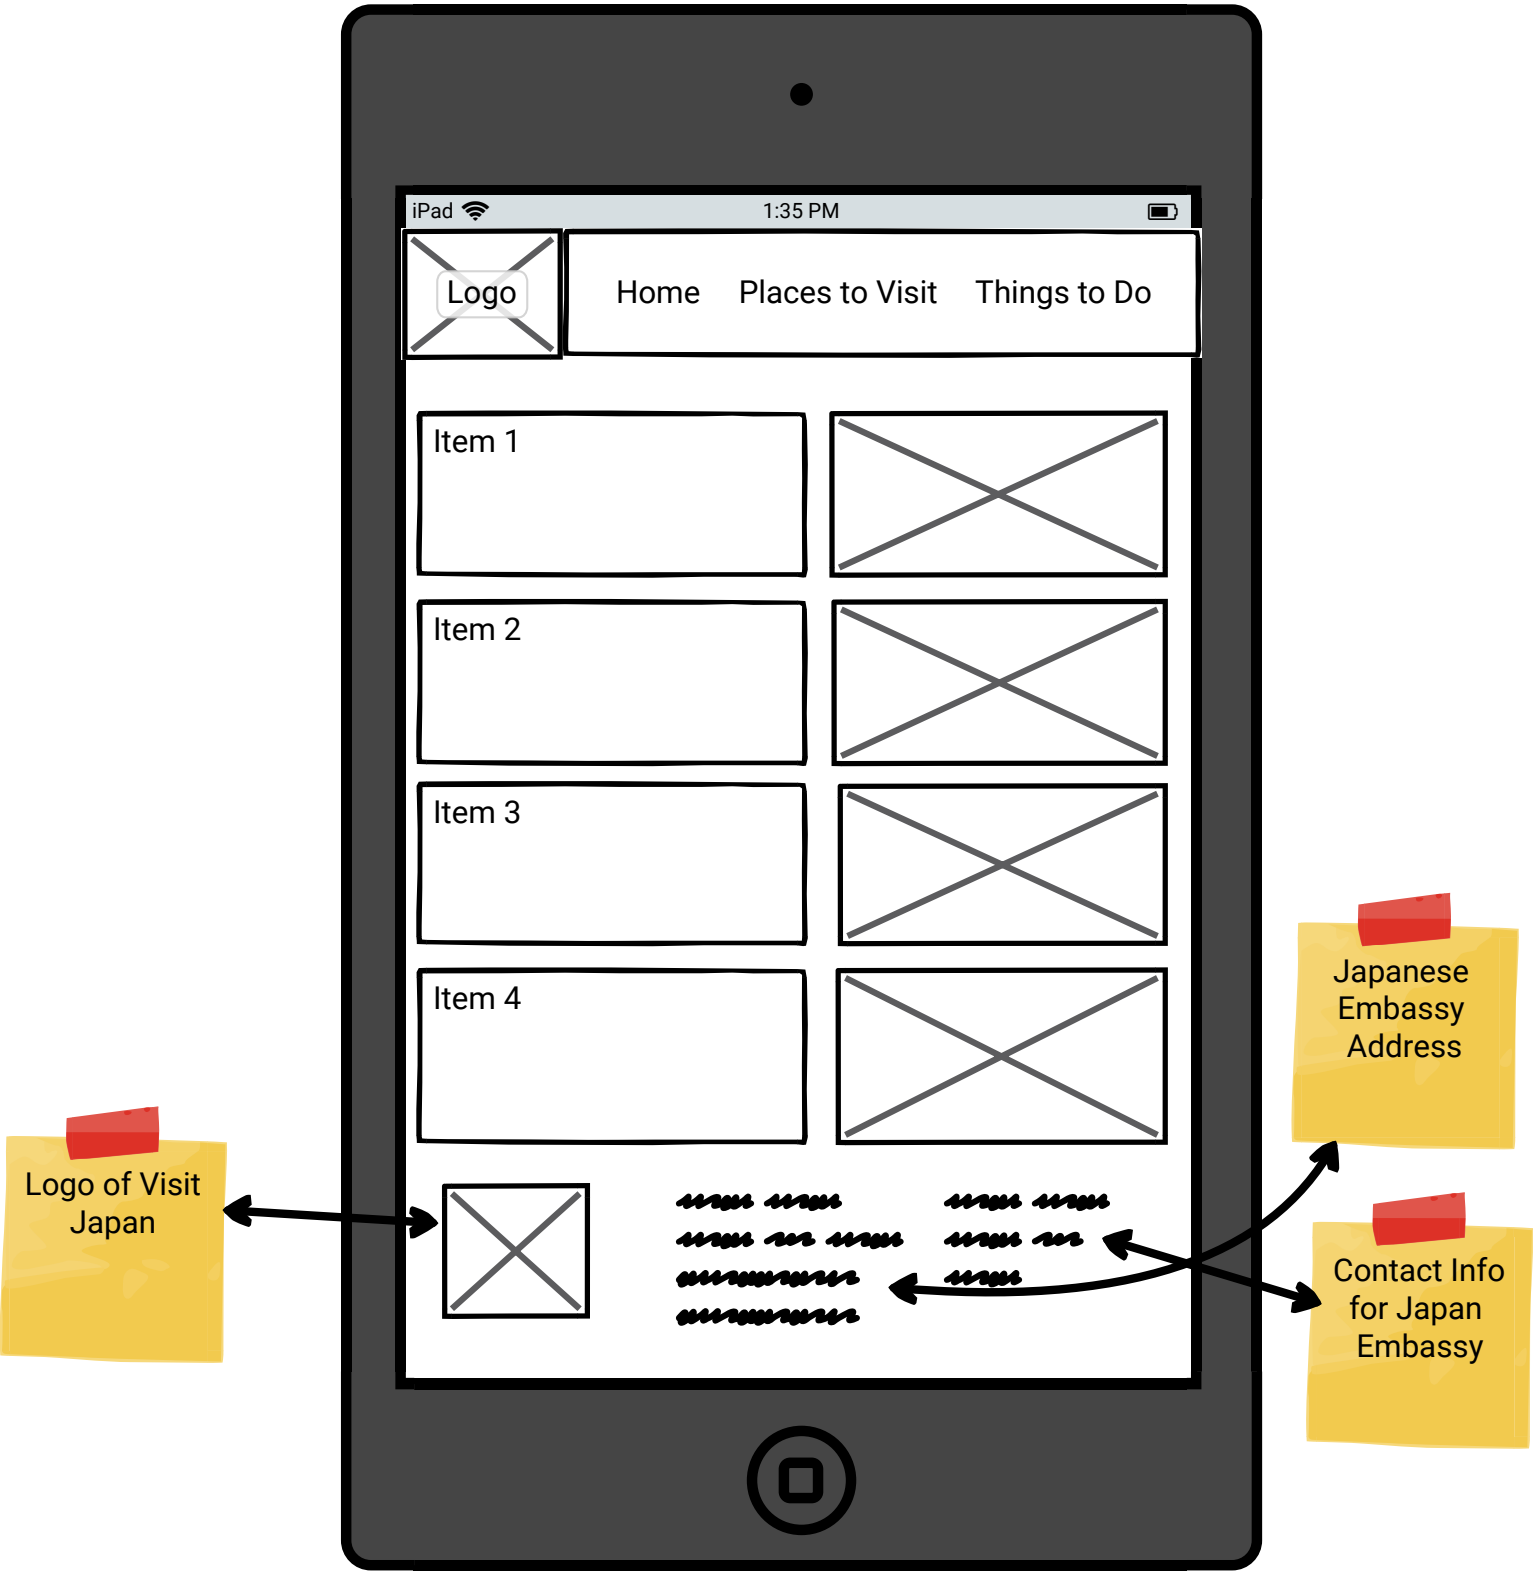 iPad
1:35 PM
Logo
Home
Places to Visit
Things to Do
Item 1
Item 2
Item 3
Item 4
Logo of Visit
Japan
Japanese
Embassy
Address
Contact Info
for Japan
Embassy